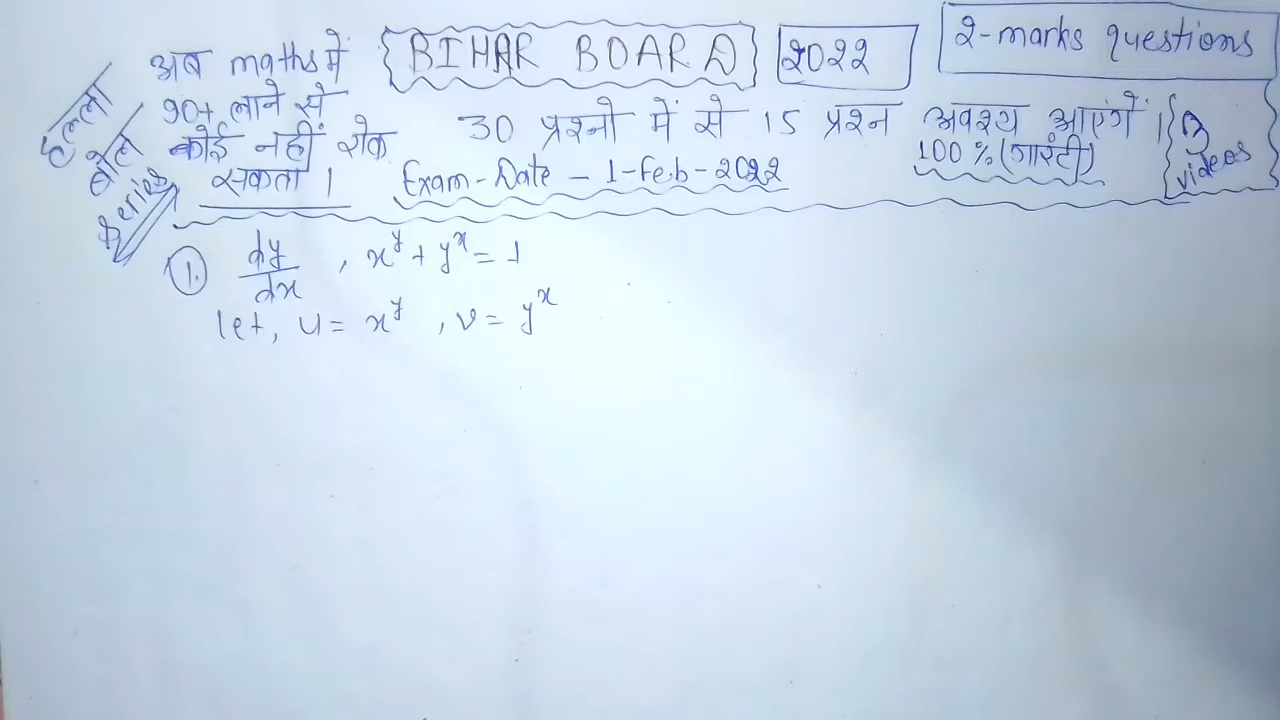 हल्ला
बोल
series
अब maths में
90+ लाने से
कोई नहीं रोक
सकता ।
BIHAR BOARD
2022
2-marks questions
30 प्रश्नो में से 15 प्रश्न अवश्य आएंगें ।
100 % (गारंटी)
3
videos
Exam-Date - 1-Feb-2022
1. dy/dx , x^y + y^x = 1
let, u = x^y , v = y^x